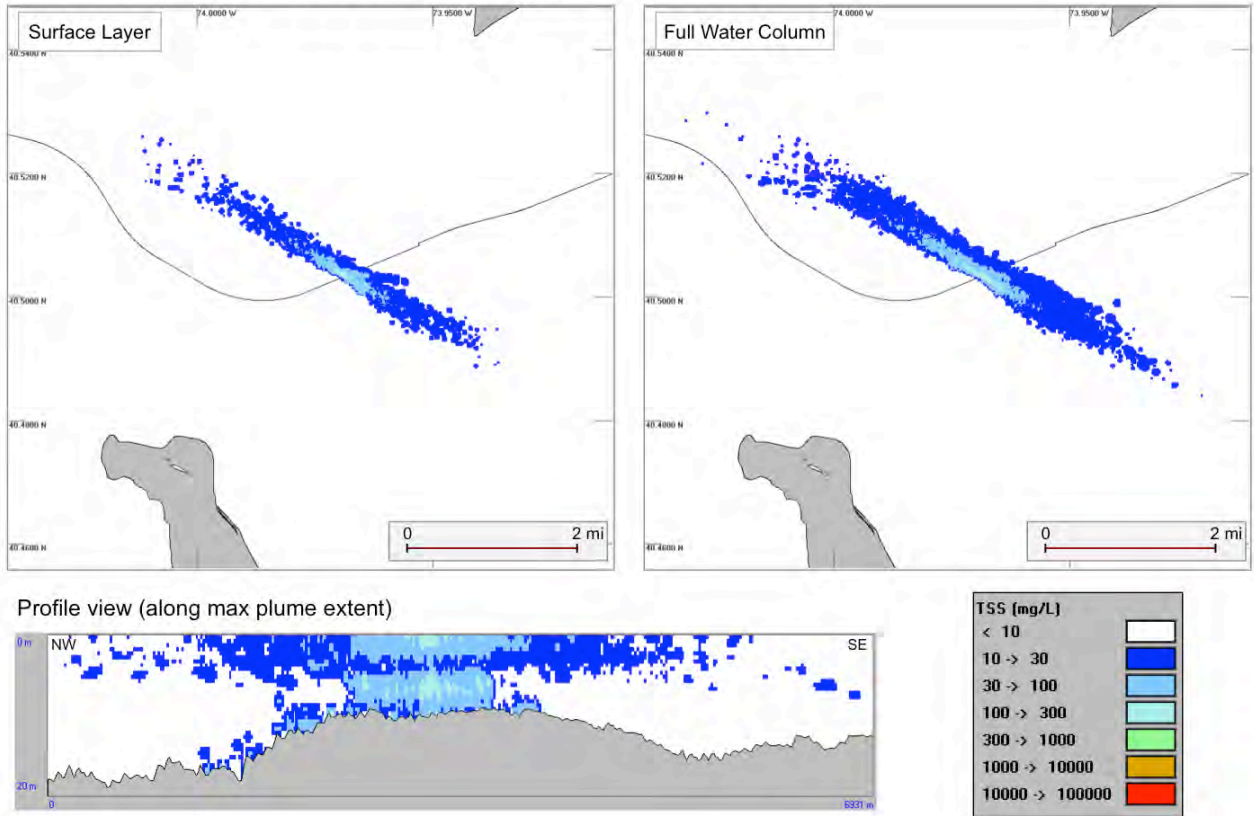 Surface Layer
74.0000 W
73.9500 W
40.5400 N
40.5200 N
40.5000 N
40.4800 N
40.4600 N
0 2 mi
Full Water Column
74.0000 W
73.9500 W
40.5400 N
40.5200 N
40.5000 N
40.4800 N
40.4600 N
0 2 mi
Profile view (along max plume extent)
0 m
NW
SE
20 m
0
6931 m
TSS (mg/L)
< 10
10 -> 30
30 -> 100
100 -> 300
300 -> 1000
1000 -> 10000
10000 -> 100000